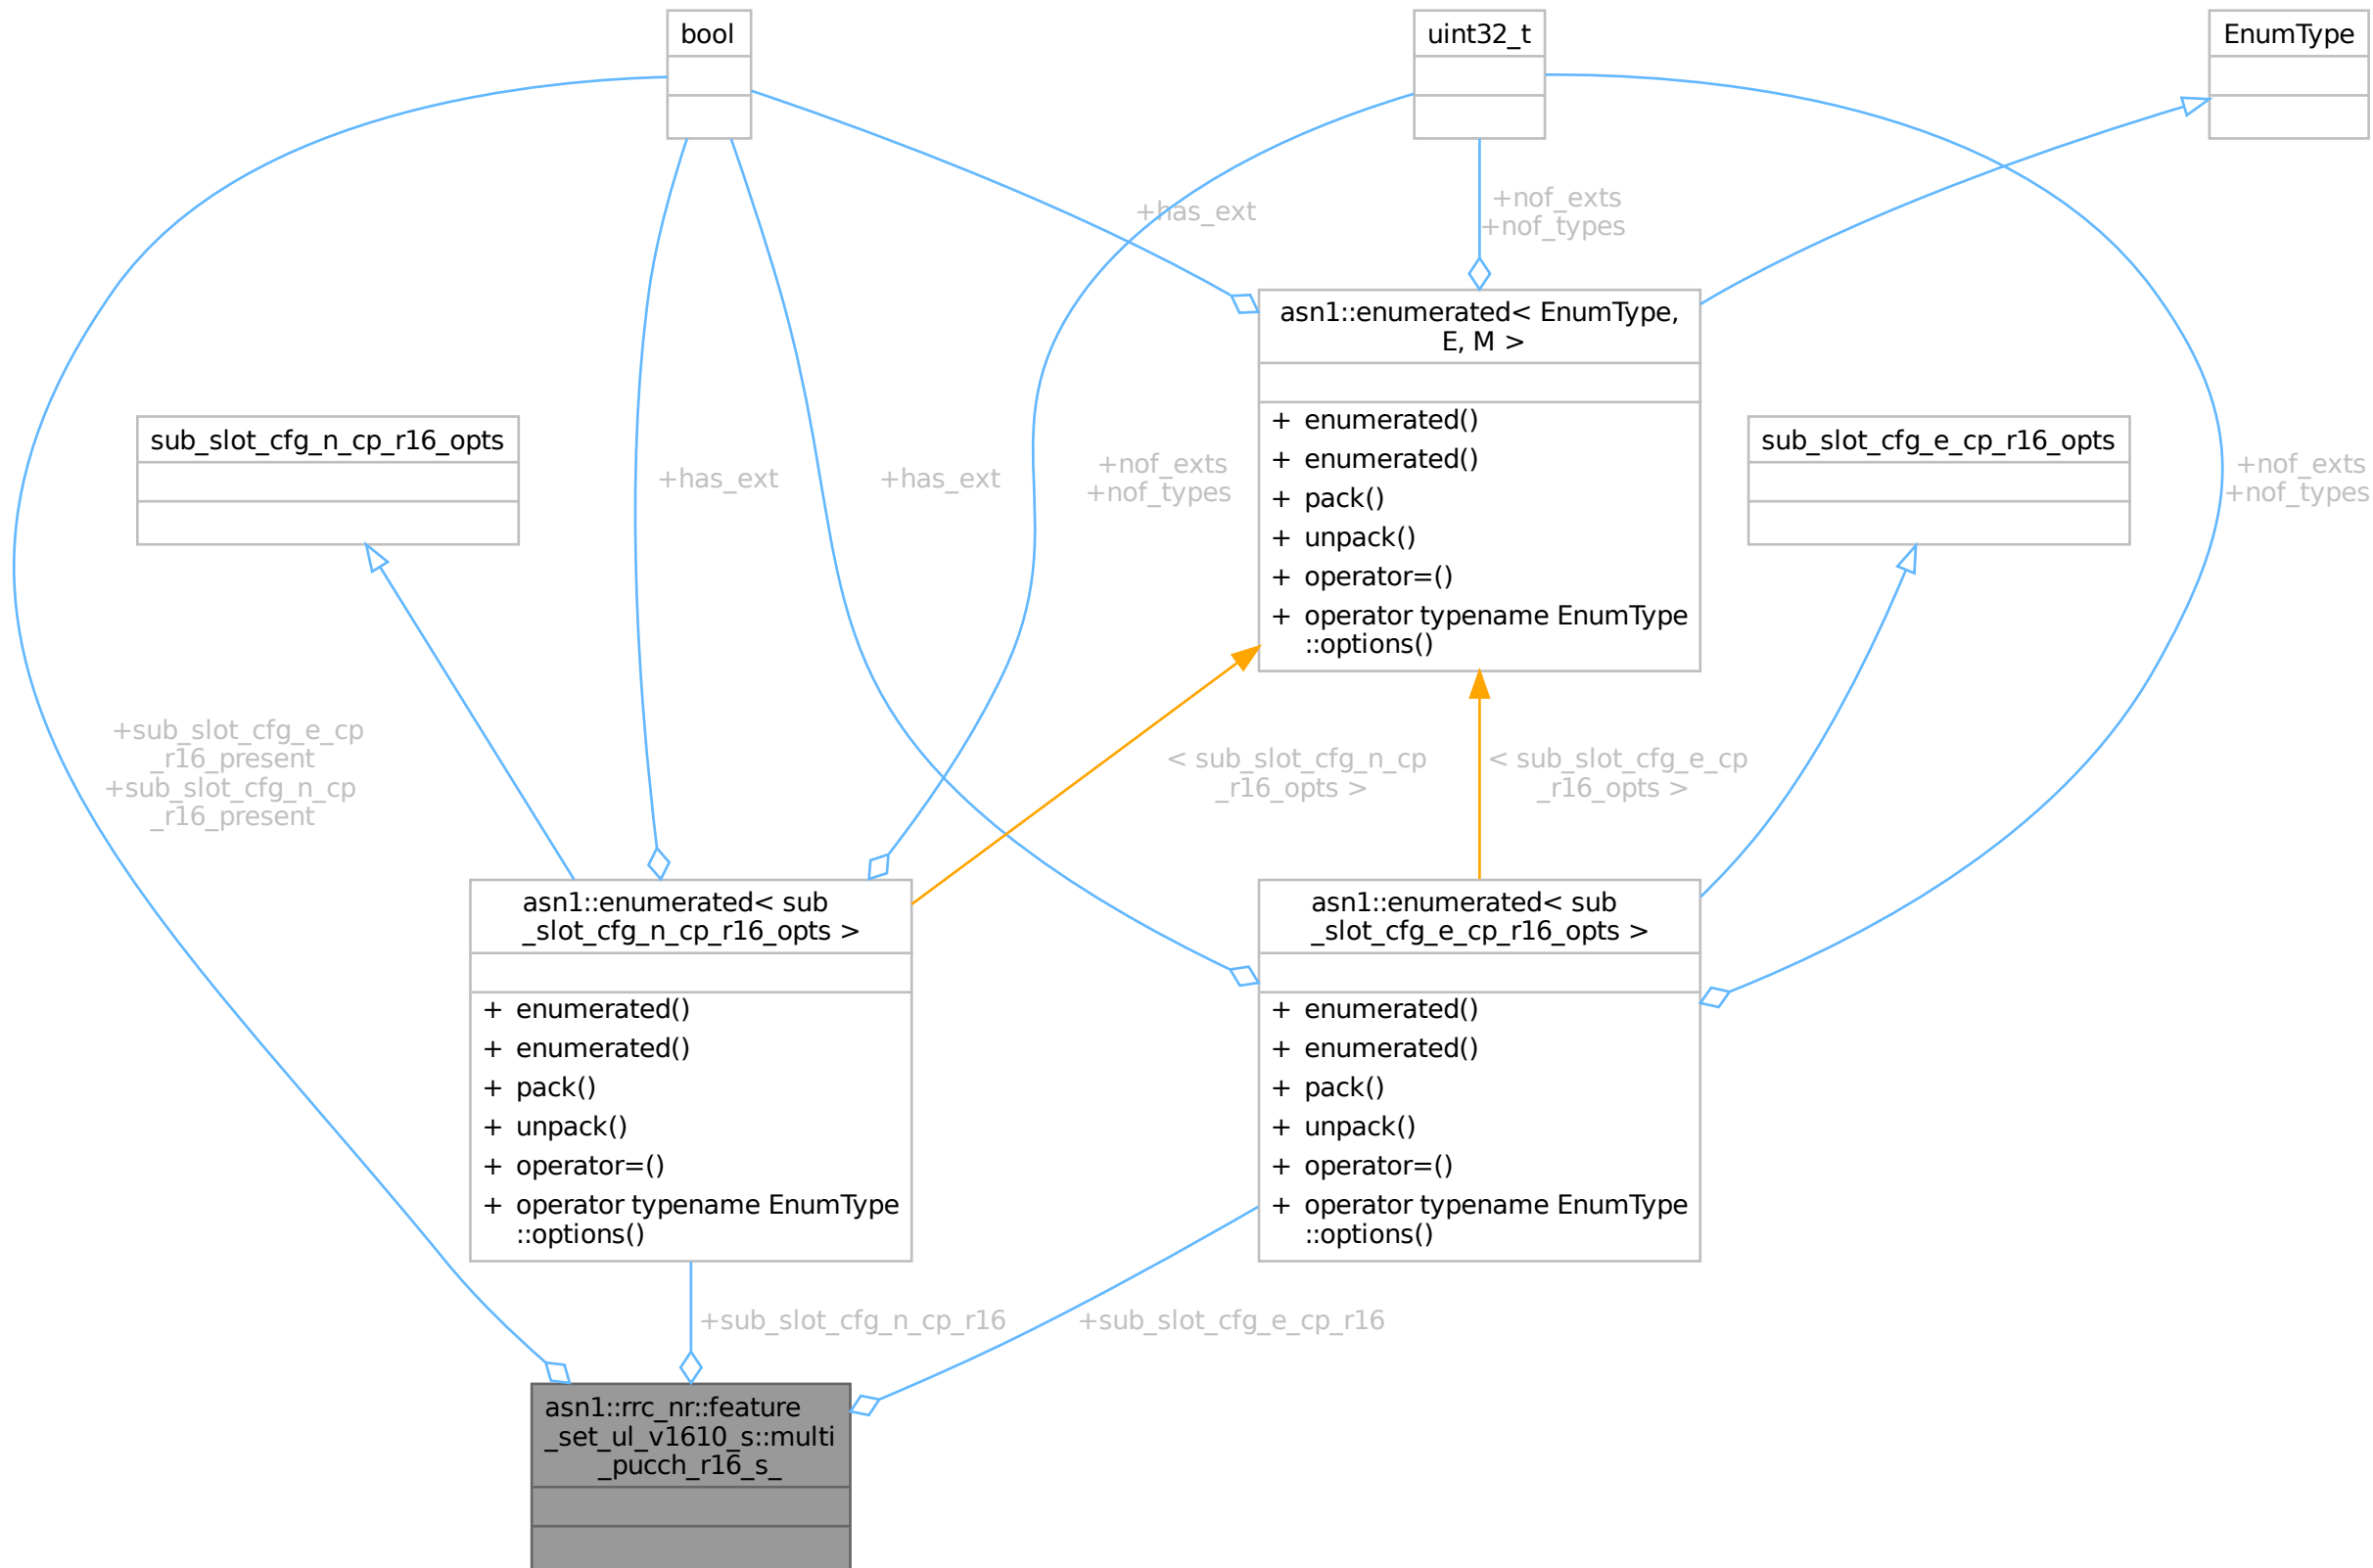 bool
uint32_t
EnumType
+has_ext
+nof_exts
+nof_types
asn1::enumerated< EnumType,
E, M >
+ enumerated()
+ enumerated()
+ pack()
+ unpack()
+ operator=()
+ operator typename EnumType
::options()
sub_slot_cfg_n_cp_r16_opts
+has_ext
+has_ext
+nof_exts
+nof_types
sub_slot_cfg_e_cp_r16_opts
+nof_exts
+nof_types
+sub_slot_cfg_e_cp
_r16_present
+sub_slot_cfg_n_cp
_r16_present
< sub_slot_cfg_n_cp
_r16_opts >
< sub_slot_cfg_e_cp
_r16_opts >
asn1::enumerated< sub
_slot_cfg_n_cp_r16_opts >
+ enumerated()
+ enumerated()
+ pack()
+ unpack()
+ operator=()
+ operator typename EnumType
::options()
asn1::enumerated< sub
_slot_cfg_e_cp_r16_opts >
+ enumerated()
+ enumerated()
+ pack()
+ unpack()
+ operator=()
+ operator typename EnumType
::options()
+sub_slot_cfg_n_cp_r16
+sub_slot_cfg_e_cp_r16
asn1::rrc_nr::feature
_set_ul_v1610_s::multi
_pucch_r16_s_